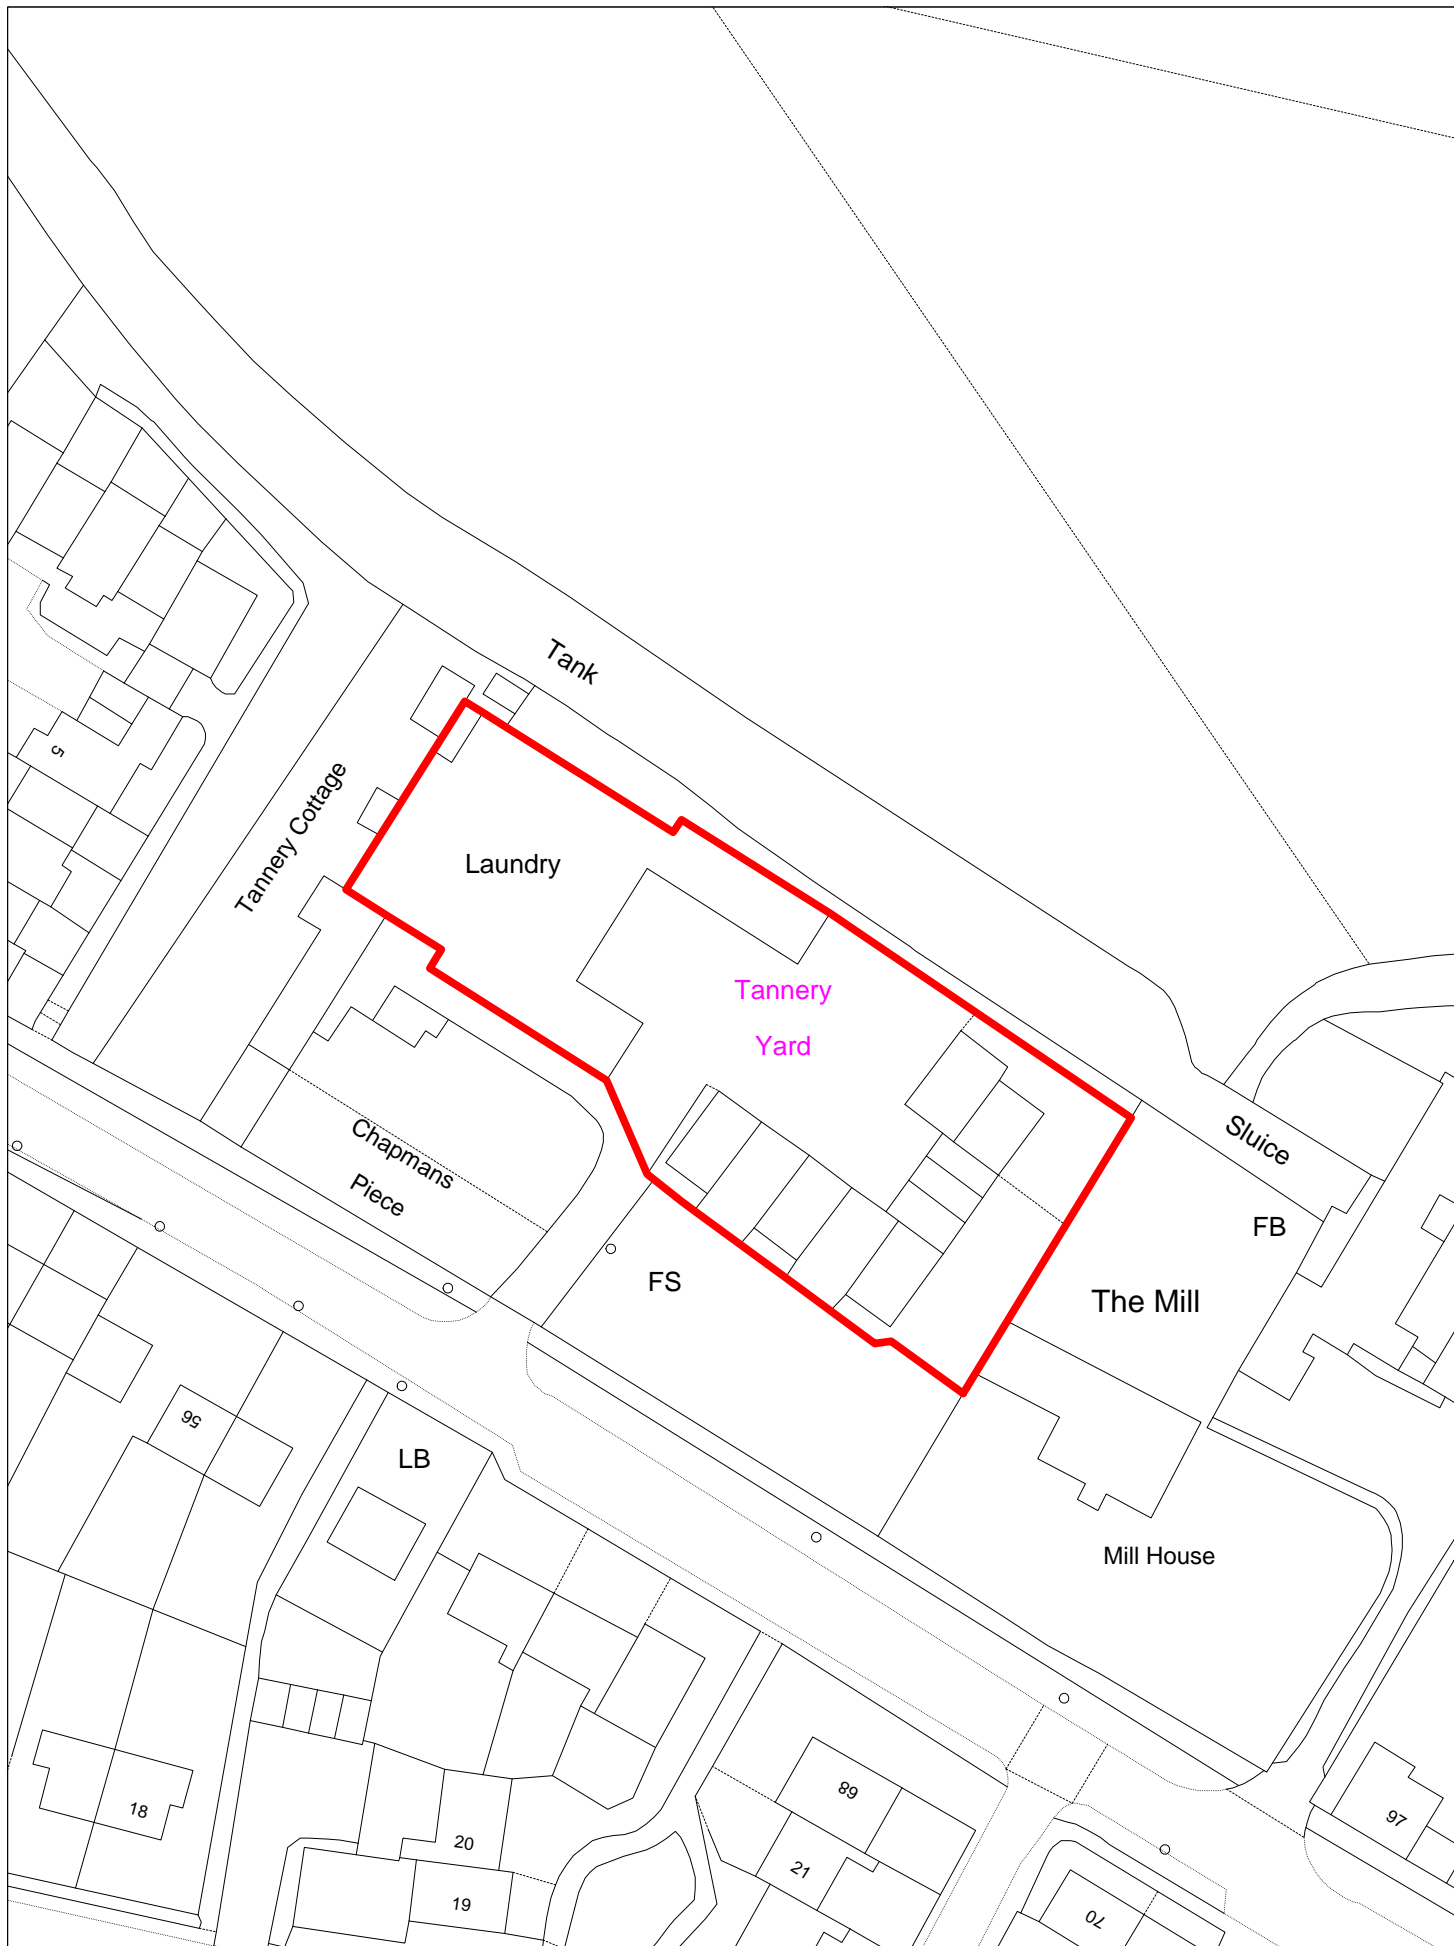 Tank
5
Tannery Cottage
Laundry
Tannery
Yard
Chapmans
Piece
Sluice
FB
FS
The Mill
56
LB
Mill House
18
20
19
89
21
97
70